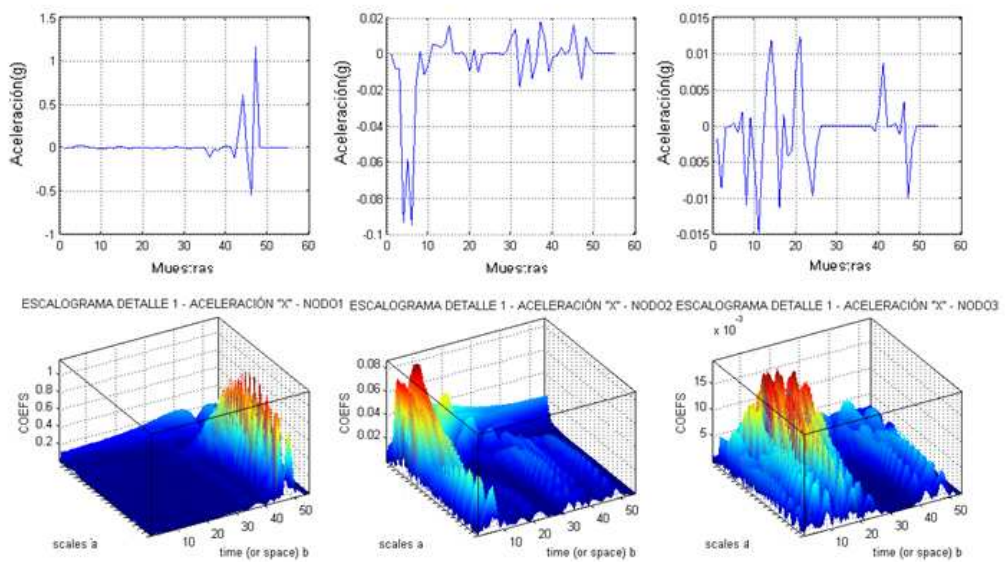 1.5
1
0.5
0
-0.5
-1
0 10 20 30 40 50 60
Aceleración(g)
Muestras
0.02
0
-0.02
-0.04
-0.06
-0.08
-0.1
0 10 20 30 40 50 60
Aceleración(g)
Muestras
0.015
0.01
0.005
0
0.005
-0.01
0.015
0 10 20 30 40 50 60
Aceleración(g)
Muestras
ESCALOGRAMA DETALLE 1 - ACELERACIÓN "X" - NODO1
1
0.8
0.6
0.4
0.2
COEFS
scales a
10 20 30 40 50
time (or space) b
ESCALOGRAMA DETALLE 1 - ACELERACIÓN "X" - NODO2
0.08
0.06
0.04
0.02
COEFS
scales a
10 20 30 40 50
time (or space) b
ESCALOGRAMA DETALLE 1 - ACELERACIÓN "X" - NODO3
x 10 -3
15
10
5
COEFS
scales a
10 20 30 40 50
time (or space) b